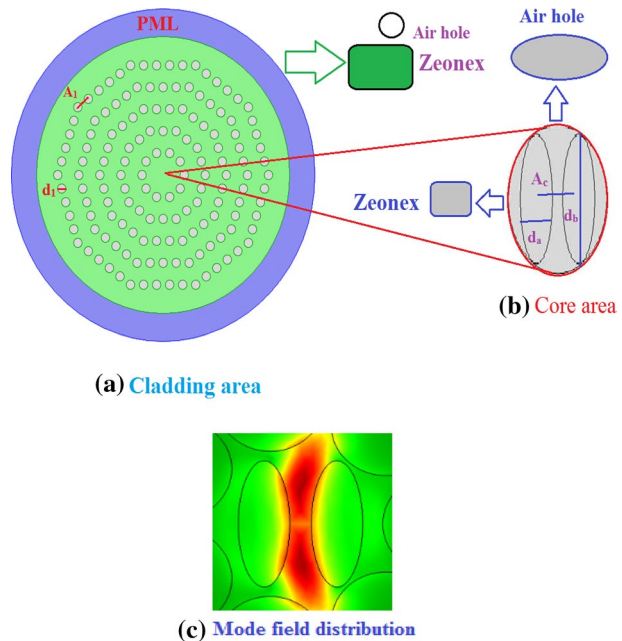 PML
Air hole
Zeonex
A1
d1
Air hole
Zeonex
Ac
da
db
(b) Core area
(a) Cladding area
(c) Mode field distribution